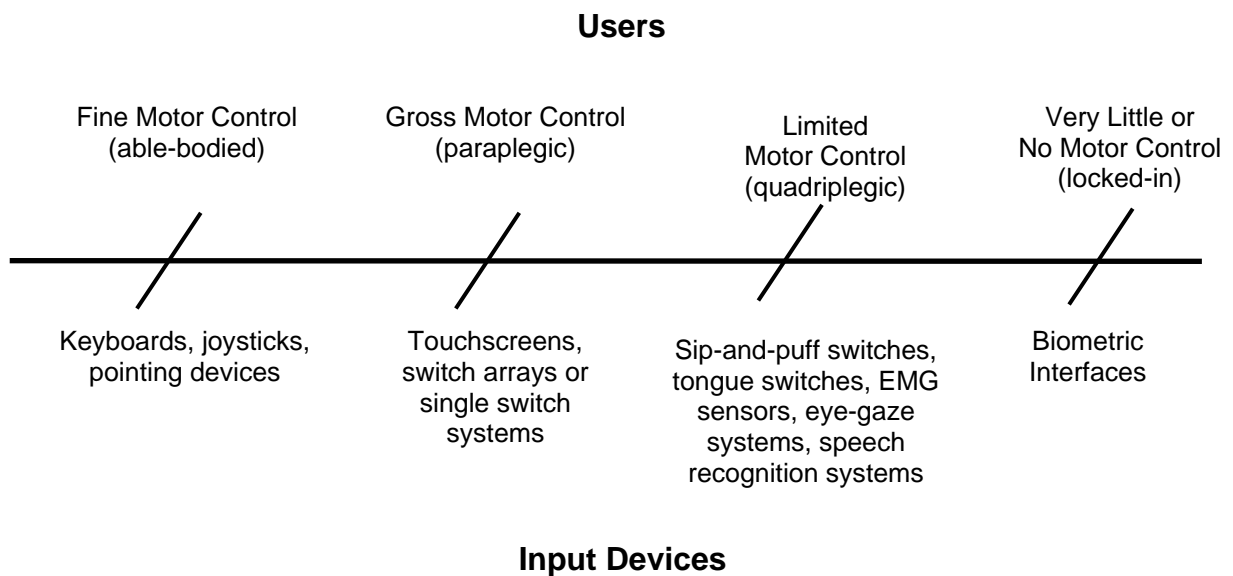 Users
Fine Motor Control
(able-bodied)
Gross Motor Control
(paraplegic)
Limited
Motor Control
(quadriplegic)
Very Little or
No Motor Control
(locked-in)
Keyboards, joysticks,
pointing devices
Touchscreens,
switch arrays or
single switch
systems
Sip-and-puff switches,
tongue switches, EMG
sensors, eye-gaze
systems, speech
recognition systems
Biometric
Interfaces
Input Devices